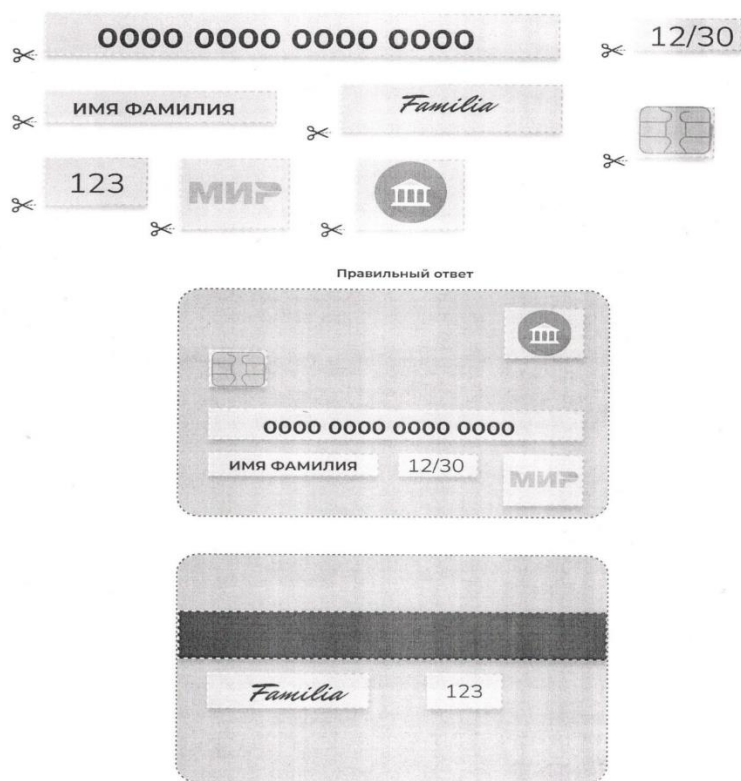 0000 0000 0000 0000
12/30
ИМЯ ФАМИЛИЯ
Familia
123
МИР
Правильный ответ
0000 0000 0000 0000
ИМЯ ФАМИЛИЯ 12/30
МИР
Familia 123